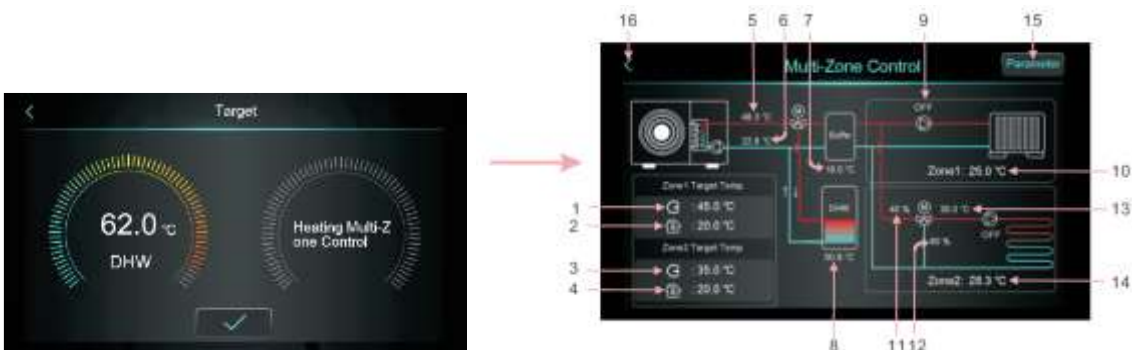 Target
62.0 °C
DHW
Heating Multi-Z
one Control
16 5 6 7 9 15
Multi-Zone Control
Parameter
OFF
Buffer
Zone1: 25.0 °C
10
Zone1 Target Temp.
1
45.0 °C
2
20.0 °C
Zone2 Target Temp.
3
35.0 °C
4
20.0 °C
DHW
OFF
13
Zone2: 28.3 °C
14
8 11 12